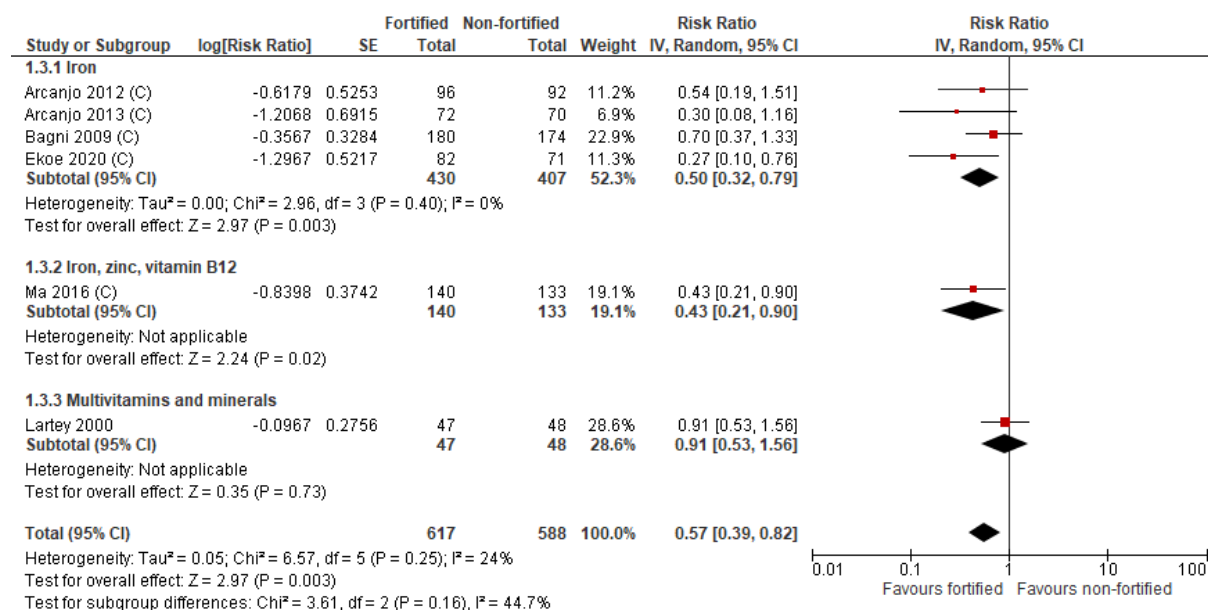 Fortified Non-fortified Risk Ratio Risk Ratio
Study or Subgroup log[Risk Ratio] SE Total Total Weight IV, Random, 95% CI IV, Random, 95% CI
1.3.1 Iron
Arcanjo 2012 (C) -0.6179 0.5253 96 92 11.2% 0.54 [0.19, 1.51]
Arcanjo 2013 (C) -1.2068 0.6915 72 70 6.9% 0.30 [0.08, 1.16]
Bagni 2009 (C) -0.3567 0.3284 180 174 22.9% 0.70 [0.37, 1.33]
Ekoe 2020 (C) -1.2967 0.5217 82 71 11.3% 0.27 [0.10, 0.76]
Subtotal (95% CI) 430 407 52.3% 0.50 [0.32, 0.79]
Heterogeneity: Tau² = 0.00; Chi² = 2.96, df = 3 (P = 0.40); I² = 0%
Test for overall effect: Z = 2.97 (P = 0.003)
1.3.2 Iron, zinc, vitamin B12
Ma 2016 (C) -0.8398 0.3742 140 133 19.1% 0.43 [0.21, 0.90]
Subtotal (95% CI) 140 133 19.1% 0.43 [0.21, 0.90]
Heterogeneity: Not applicable
Test for overall effect: Z = 2.24 (P = 0.02)
1.3.3 Multivitamins and minerals
Lartey 2000 -0.0967 0.2756 47 48 28.6% 0.91 [0.53, 1.56]
Subtotal (95% CI) 47 48 28.6% 0.91 [0.53, 1.56]
Heterogeneity: Not applicable
Test for overall effect: Z = 0.35 (P = 0.73)
Total (95% CI) 617 588 100.0% 0.57 [0.39, 0.82]
Heterogeneity: Tau² = 0.05; Chi² = 6.57, df = 5 (P = 0.25); I² = 24%
Test for overall effect: Z = 2.97 (P = 0.003)
Test for subgroup differences: Chi² = 3.61, df = 2 (P = 0.16), I² = 44.7%
0.01 0.1 1 10 100
Favours fortified Favours non-fortified